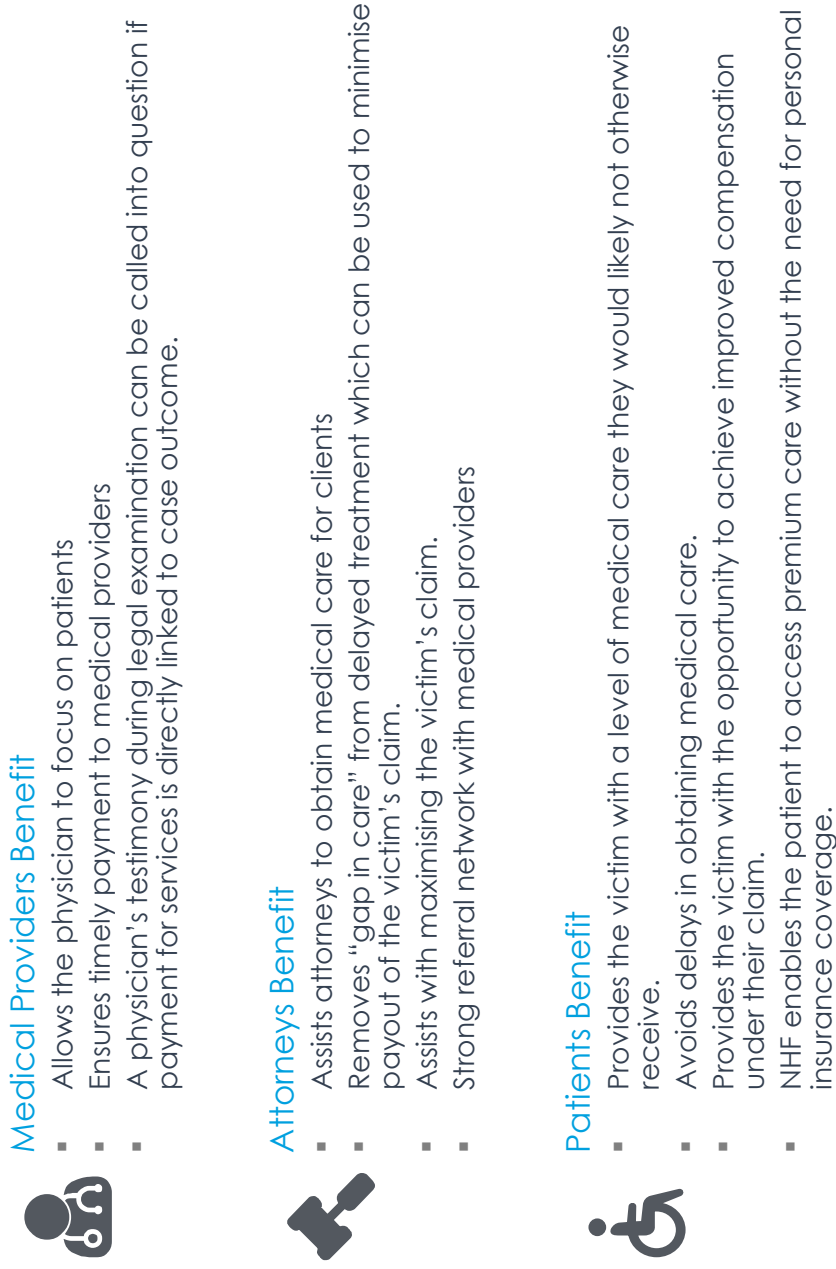 Medical Providers Benefit
▪ Allows the physician to focus on patients
▪ Ensures timely payment to medical providers
▪ A physician's testimony during legal examination can be called into question if
payment for services is directly linked to case outcome.
Attorneys Benefit
▪ Assists attorneys to obtain medical care for clients
▪ Removes “gap in care” from delayed treatment which can be used to minimise
payout of the victim's claim.
▪ Assists with maximising the victim's claim.
▪ Strong referral network with medical providers
Patients Benefit
▪ Provides the victim with a level of medical care they would likely not otherwise
receive.
▪ Avoids delays in obtaining medical care.
▪ Provides the victim with the opportunity to achieve improved compensation
under their claim.
▪ NHF enables the patient to access premium care without the need for personal
insurance coverage.